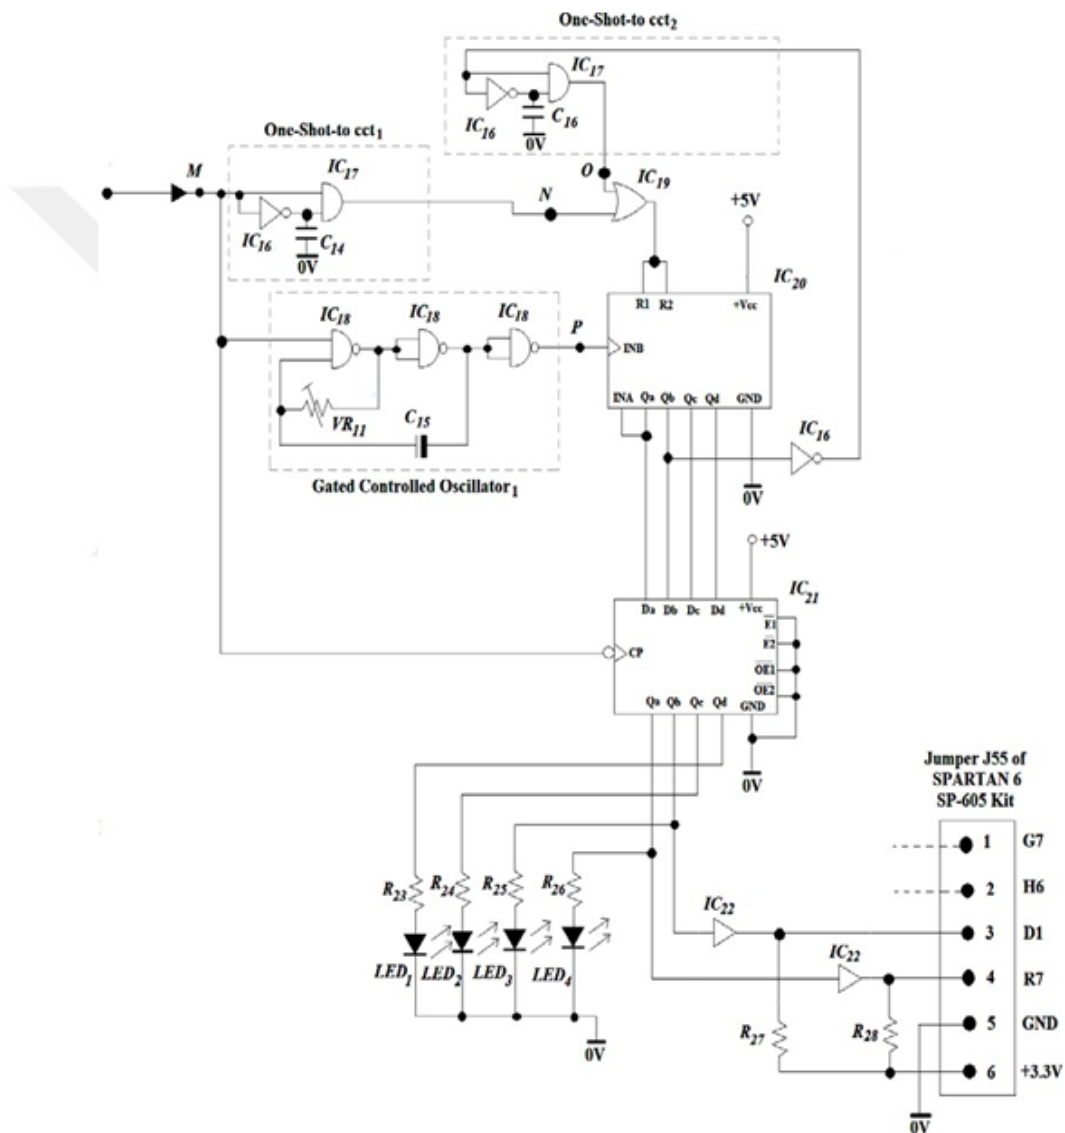 One-Shot-to cct2
IC17
IC16
C16
0V
One-Shot-to cct1
M
IC17
IC16
C14
0V
N
O
IC19
+5V
IC20
R1 R2 +Vcc
INB
INA Qa Qb Qc Qd GND
IC18
IC18
IC18
P
VR11
C15
Gated Controlled Oscillator1
IC16
0V
+5V
IC21
Da Db Dc Dd +Vcc
E1
E2
OE1
OE2
CP
Qa Qb Qc Qd GND
0V
Jumper J55 of
SPARTAN 6
SP-605 Kit
1 G7
2 H6
3 D1
4 R7
5 GND
6 +3.3V
R23 R24 R25 R26
LED1 LED2 LED3 LED4
0V
IC22
IC22
R27
R28
0V